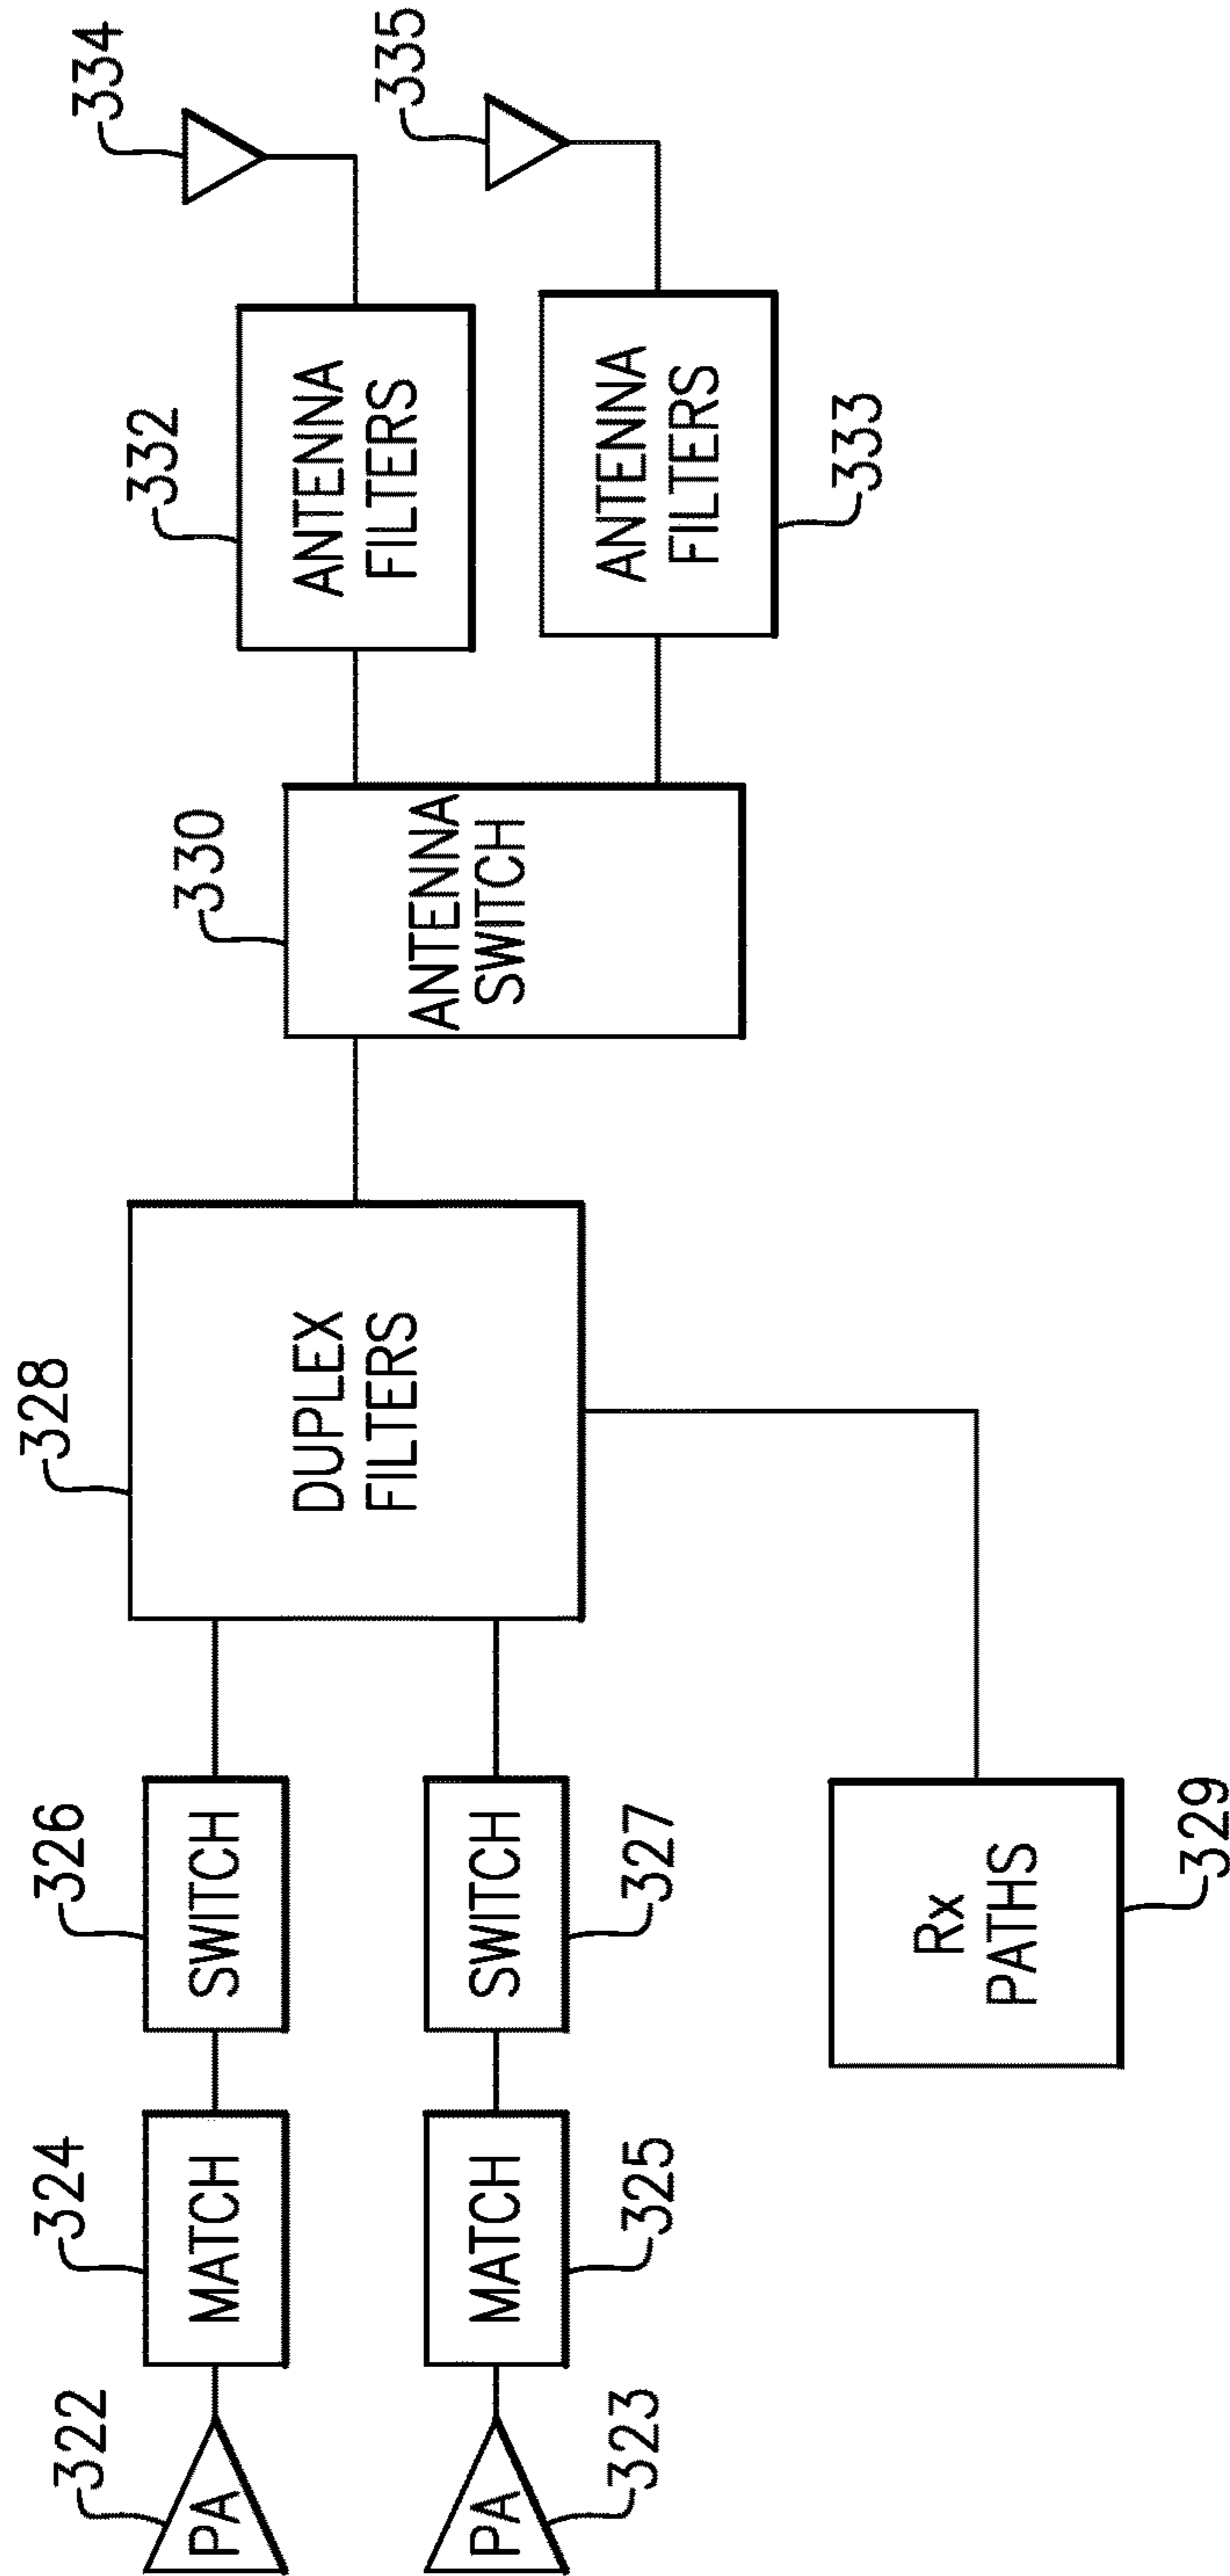 322
324
326
328
330
332
334
335
PA
MATCH
SWITCH
DUPLEX
FILTERS
ANTENNA
SWITCH
ANTENNA
FILTERS
ANTENNA
FILTERS
PA
MATCH
SWITCH
323
325
327
333
Rx
PATHS
329